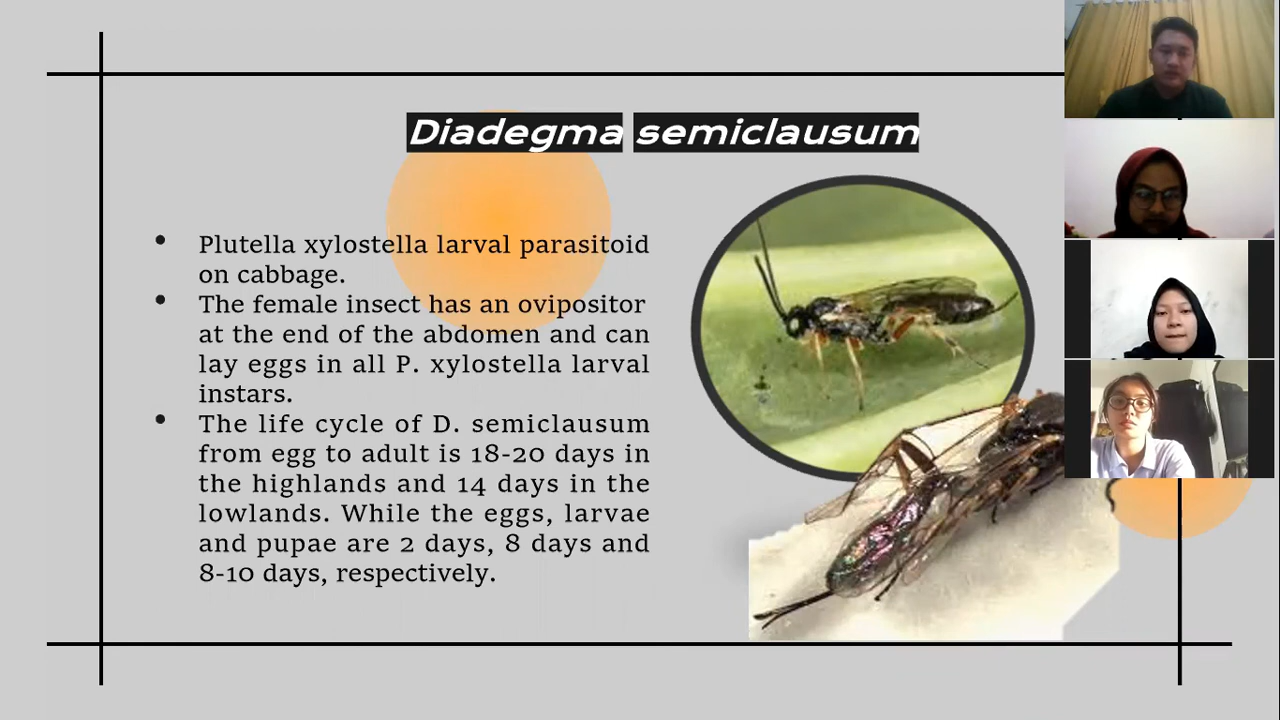 Diadegma semiclausum
• Plutella xylostella larval parasitoid
on cabbage.
• The female insect has an ovipositor
at the end of the abdomen and can
lay eggs in all P. xylostella larval
instars.
• The life cycle of D. semiclausum
from egg to adult is 18-20 days in
the highlands and 14 days in the
lowlands. While the eggs, larvae
and pupae are 2 days, 8 days and
8-10 days, respectively.